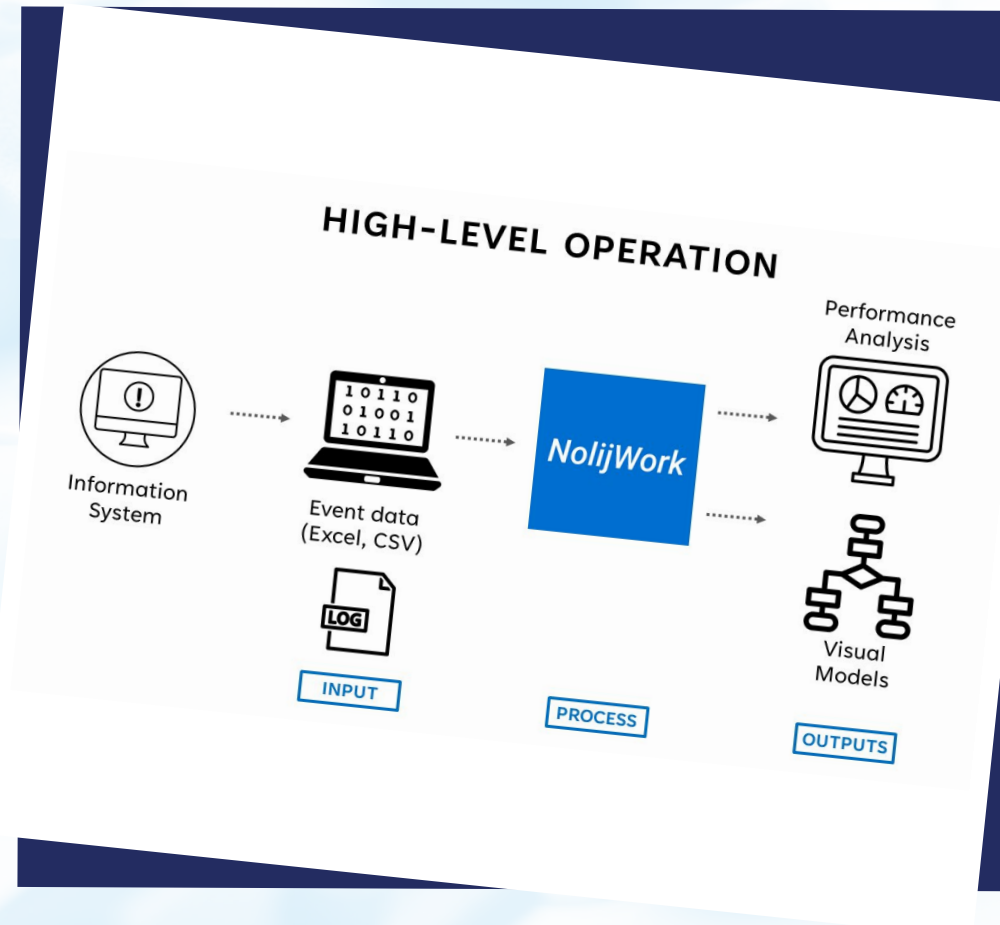 HIGH-LEVEL OPERATION
Information
System
10110
01001
10110
Event data
(Excel, CSV)
LOG
INPUT
NolijWork
PROCESS
Performance
Analysis
Visual
Models
OUTPUTS